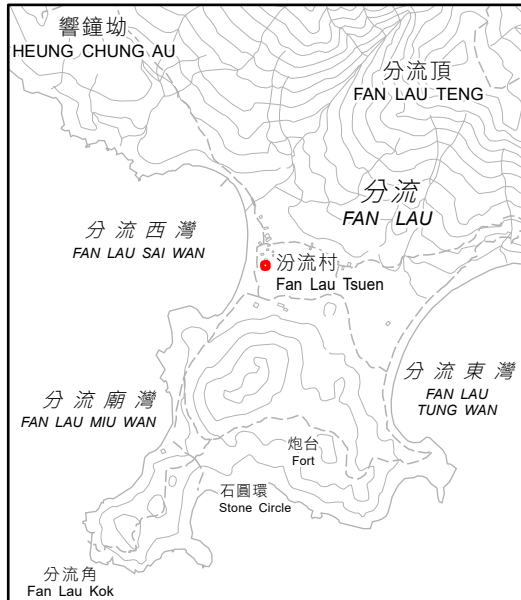 響鐘坳
HEUNG CHUNG AU
分流頂
FAN LAU TENG
分流
FAN LAU
分流西灣
FAN LAU SAI WAN
汾流村
Fan Lau Tsuen
分流廟灣
FAN LAU MIU WAN
分流東灣
FAN LAU
TUNG WAN
炮台
Fort
石圓環
Stone Circle
分流角
Fan Lau Kok